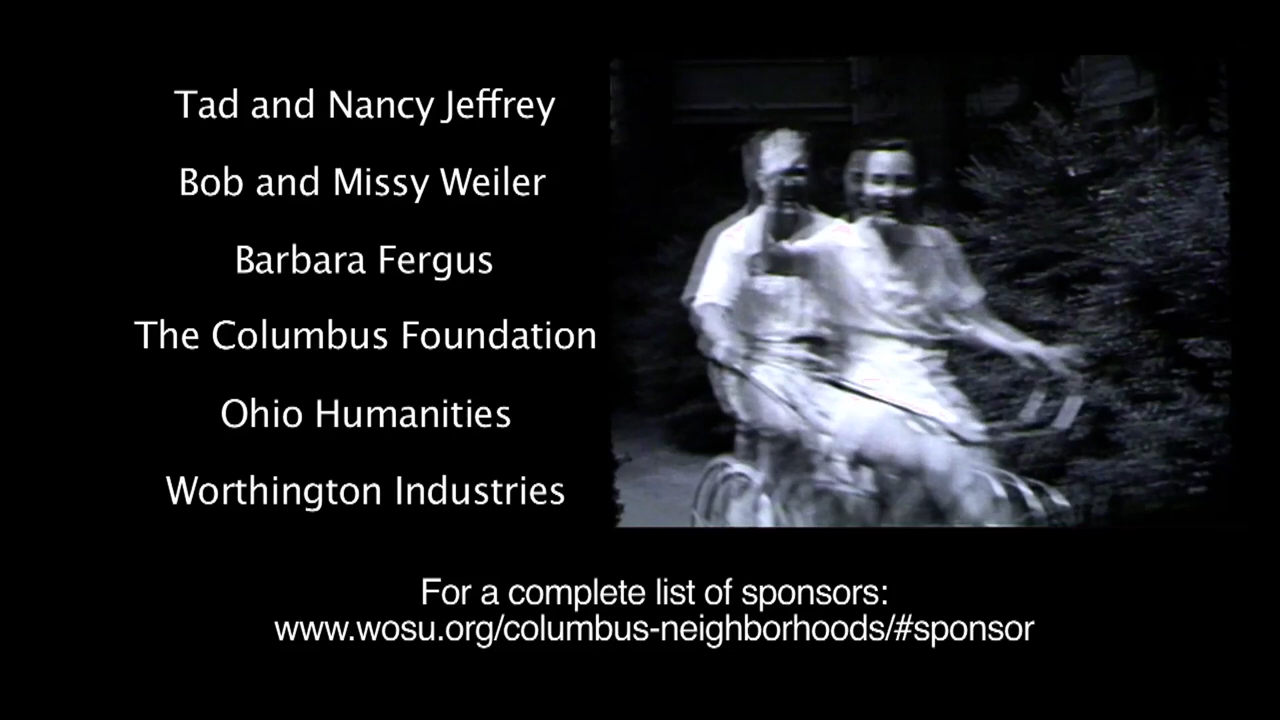 Tad and Nancy Jeffrey
Bob and Missy Weiler
Barbara Fergus
The Columbus Foundation
Ohio Humanities
Worthington Industries
For a complete list of sponsors:
www.wosu.org/columbus-neighborhoods/#sponsor